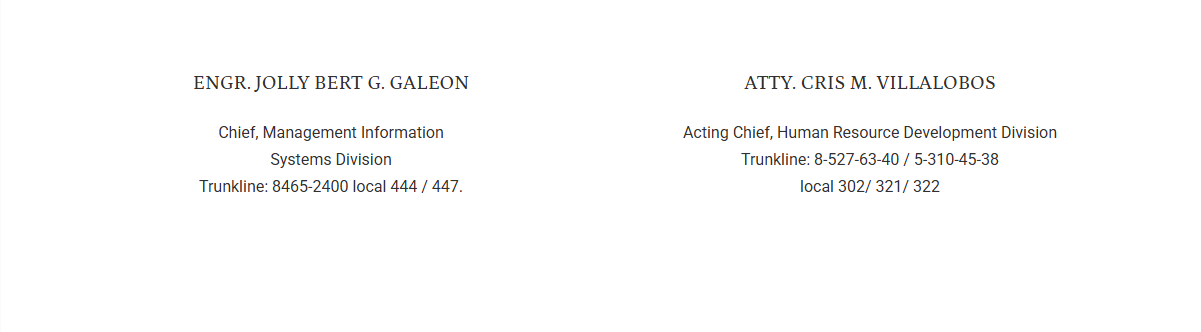 ENGR. JOLLY BERT G. GALEON
Chief, Management Information
Systems Division
Trunkline: 8465-2400 local 444 / 447.
ATTY. CRIS M. VILLALOBOS
Acting Chief, Human Resource Development Division
Trunkline: 8-527-63-40 / 5-310-45-38
local 302/ 321/ 322